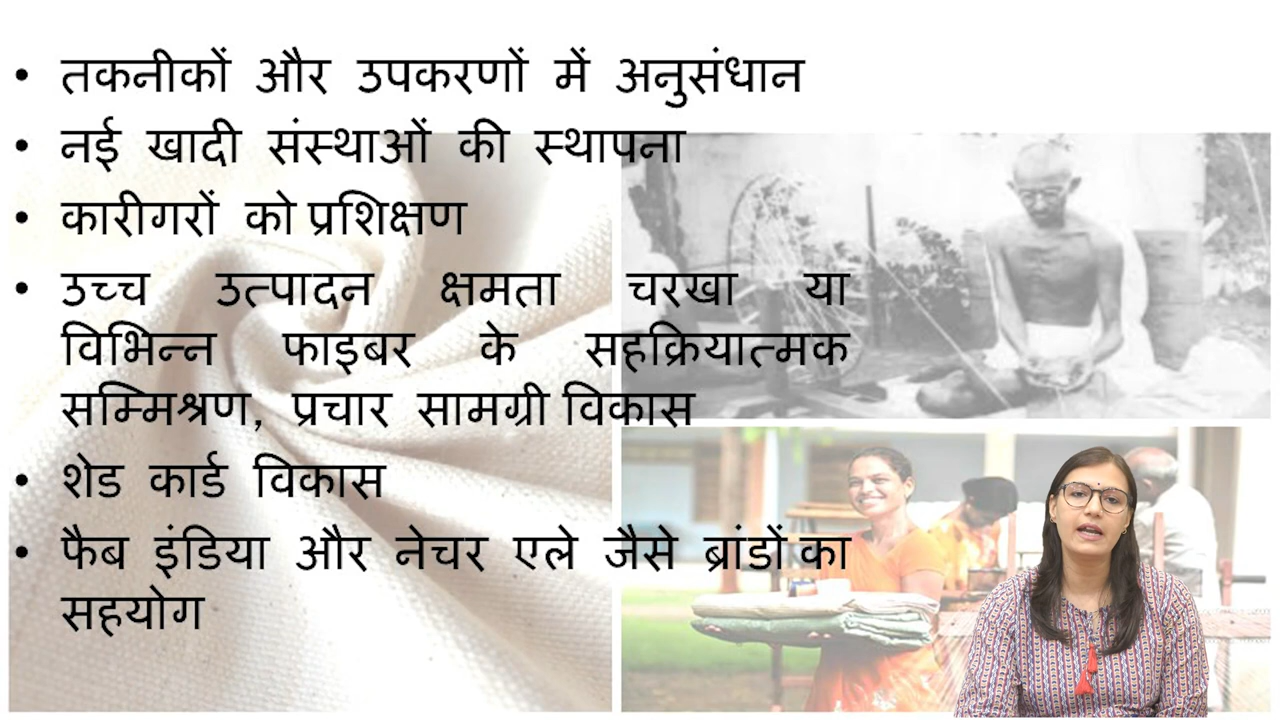 • तकनीकों और उपकरणों में अनुसंधान
• नई खादी संस्थाओं की स्थापना
• कारीगरों को प्रशिक्षण
• उच्च उत्पादन क्षमता चरखा या
विभिन्न फाइबर के सहक्रियात्मक
सम्मिश्रण, प्रचार सामग्री विकास
• शेड कार्ड विकास
• फैब इंडिया और नेचर एले जैसे ब्रांडों का
सहयोग